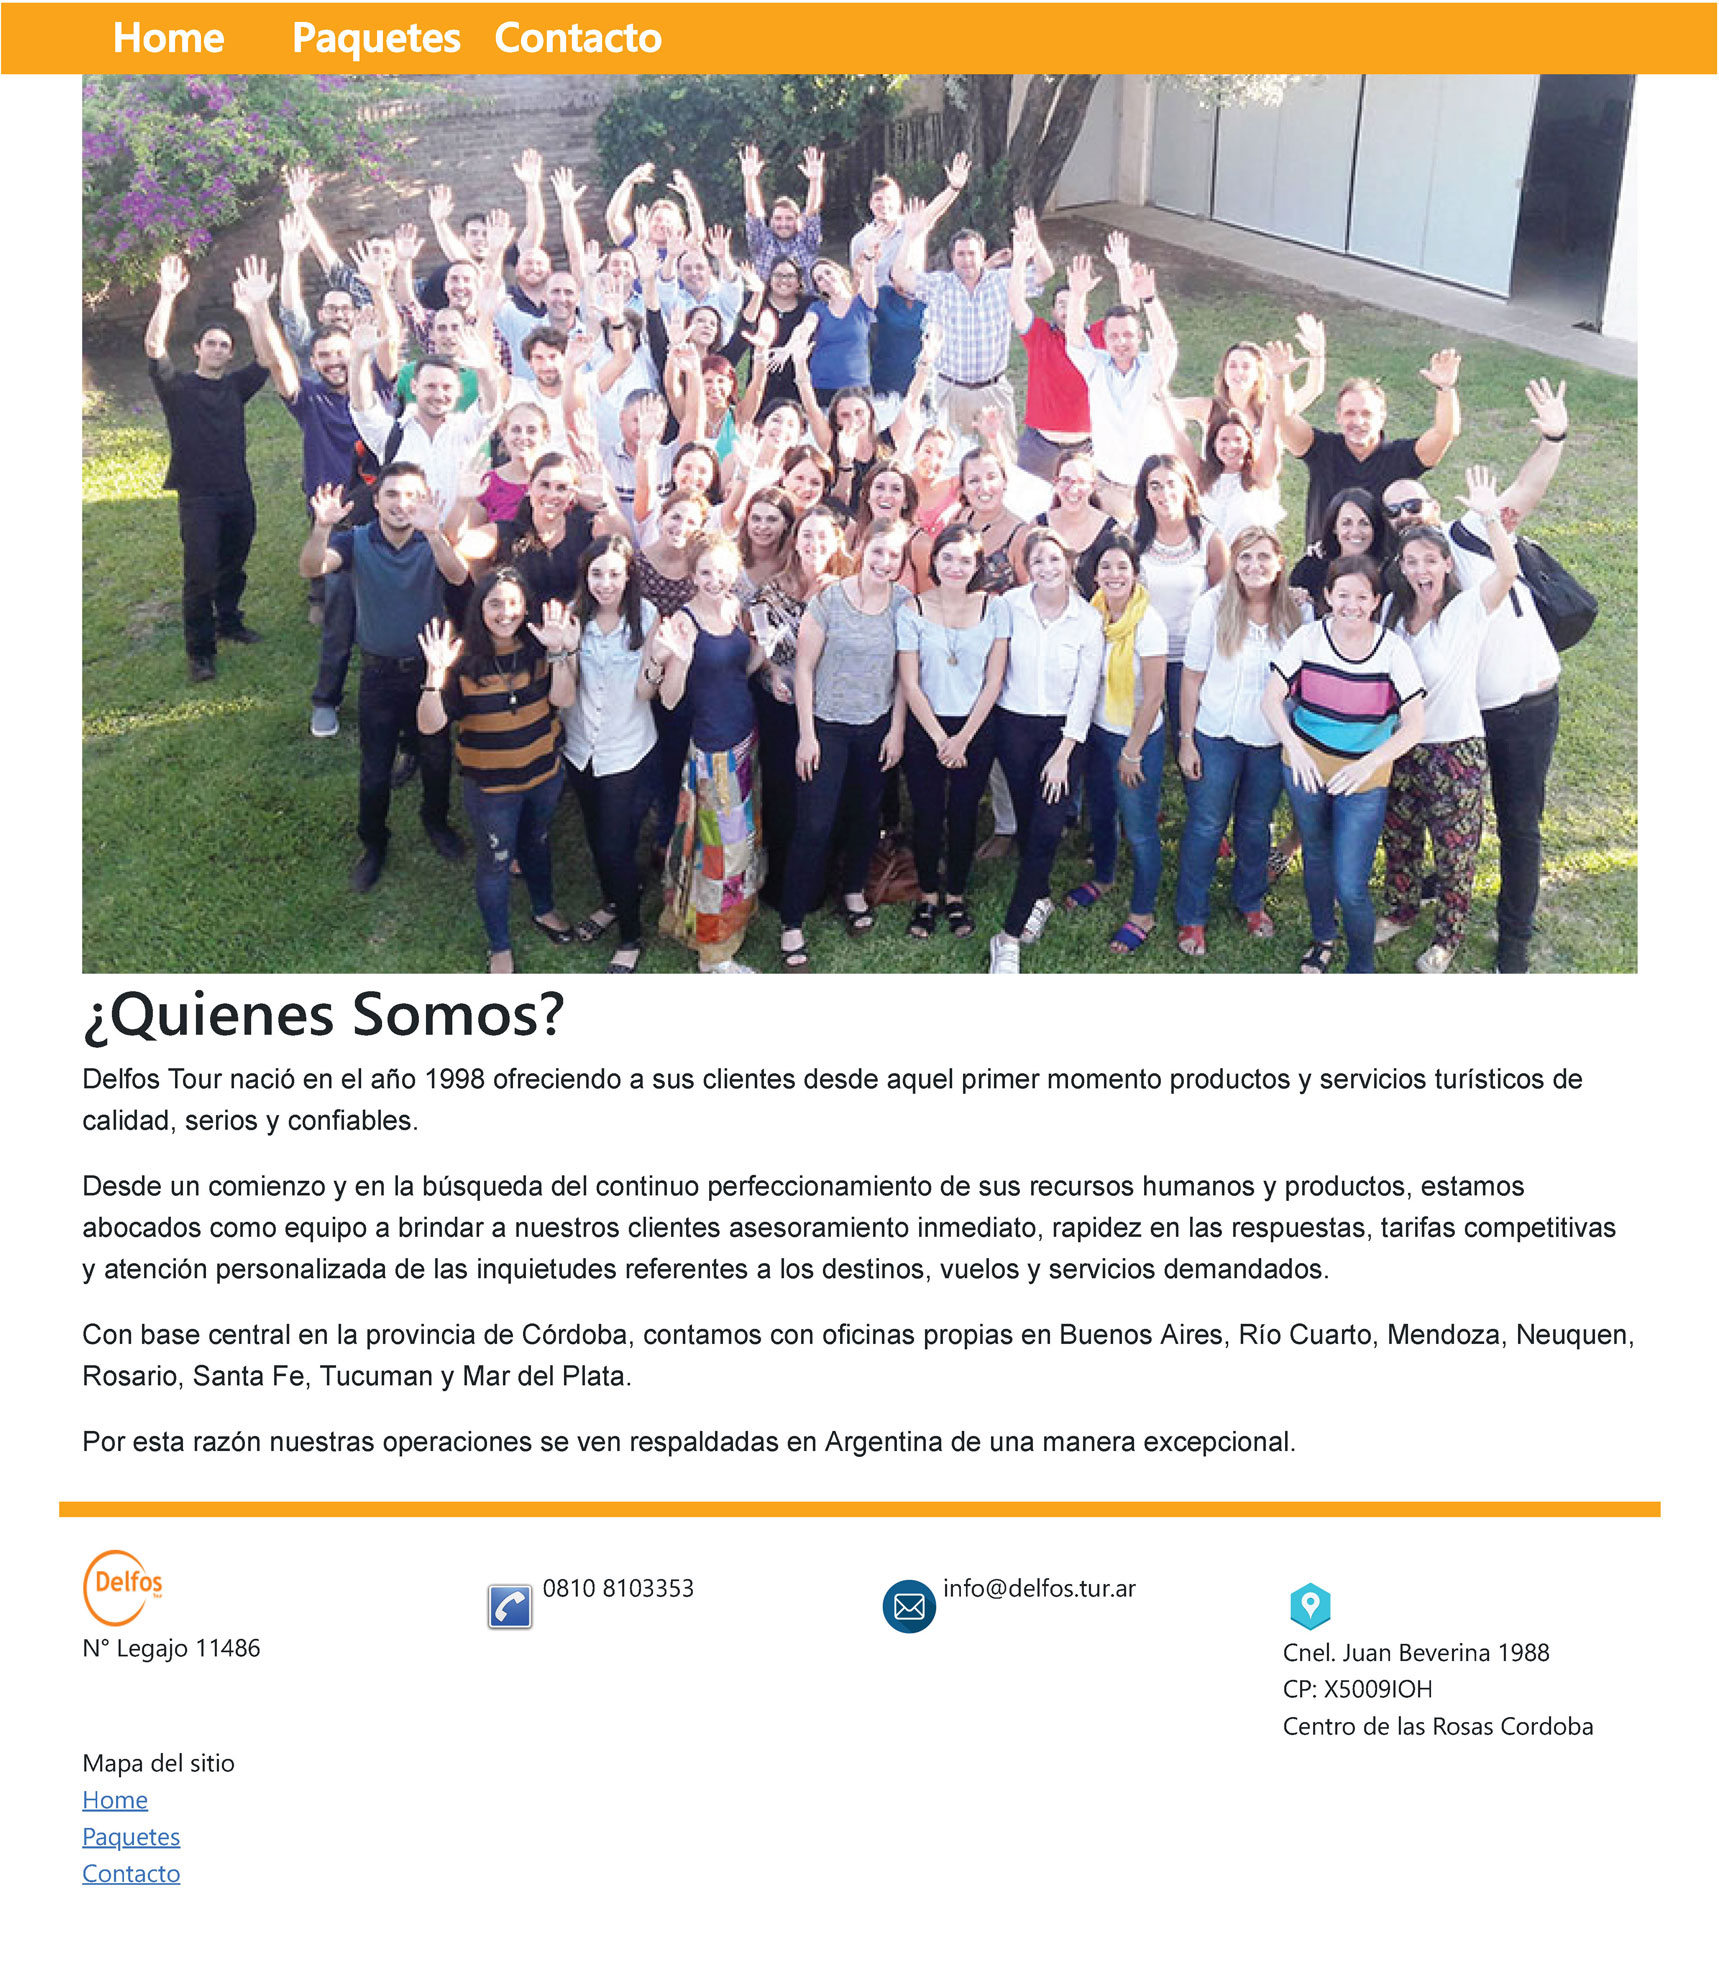 Home Paquetes Contacto
¿Quienes Somos?
Delfos Tour nació en el año 1998 ofreciendo a sus clientes desde aquel primer momento productos y servicios turísticos de
calidad, serios y confiables.
Desde un comienzo y en la búsqueda del continuo perfeccionamiento de sus recursos humanos y productos, estamos
abocados como equipo a brindar a nuestros clientes asesoramiento inmediato, rapidez en las respuestas, tarifas competitivas
y atención personalizada de las inquietudes referentes a los destinos, vuelos y servicios demandados.
Con base central en la provincia de Córdoba, contamos con oficinas propias en Buenos Aires, Río Cuarto, Mendoza, Neuquen,
Rosario, Santa Fe, Tucuman y Mar del Plata.
Por esta razón nuestras operaciones se ven respaldadas en Argentina de una manera excepcional.
Delfos
Tour
N° Legajo 11486
0810 8103353
info@delfos.tur.ar
Cnel. Juan Beverina 1988
CP: X5009IOH
Centro de las Rosas Cordoba
Mapa del sitio
Home
Paquetes
Contacto